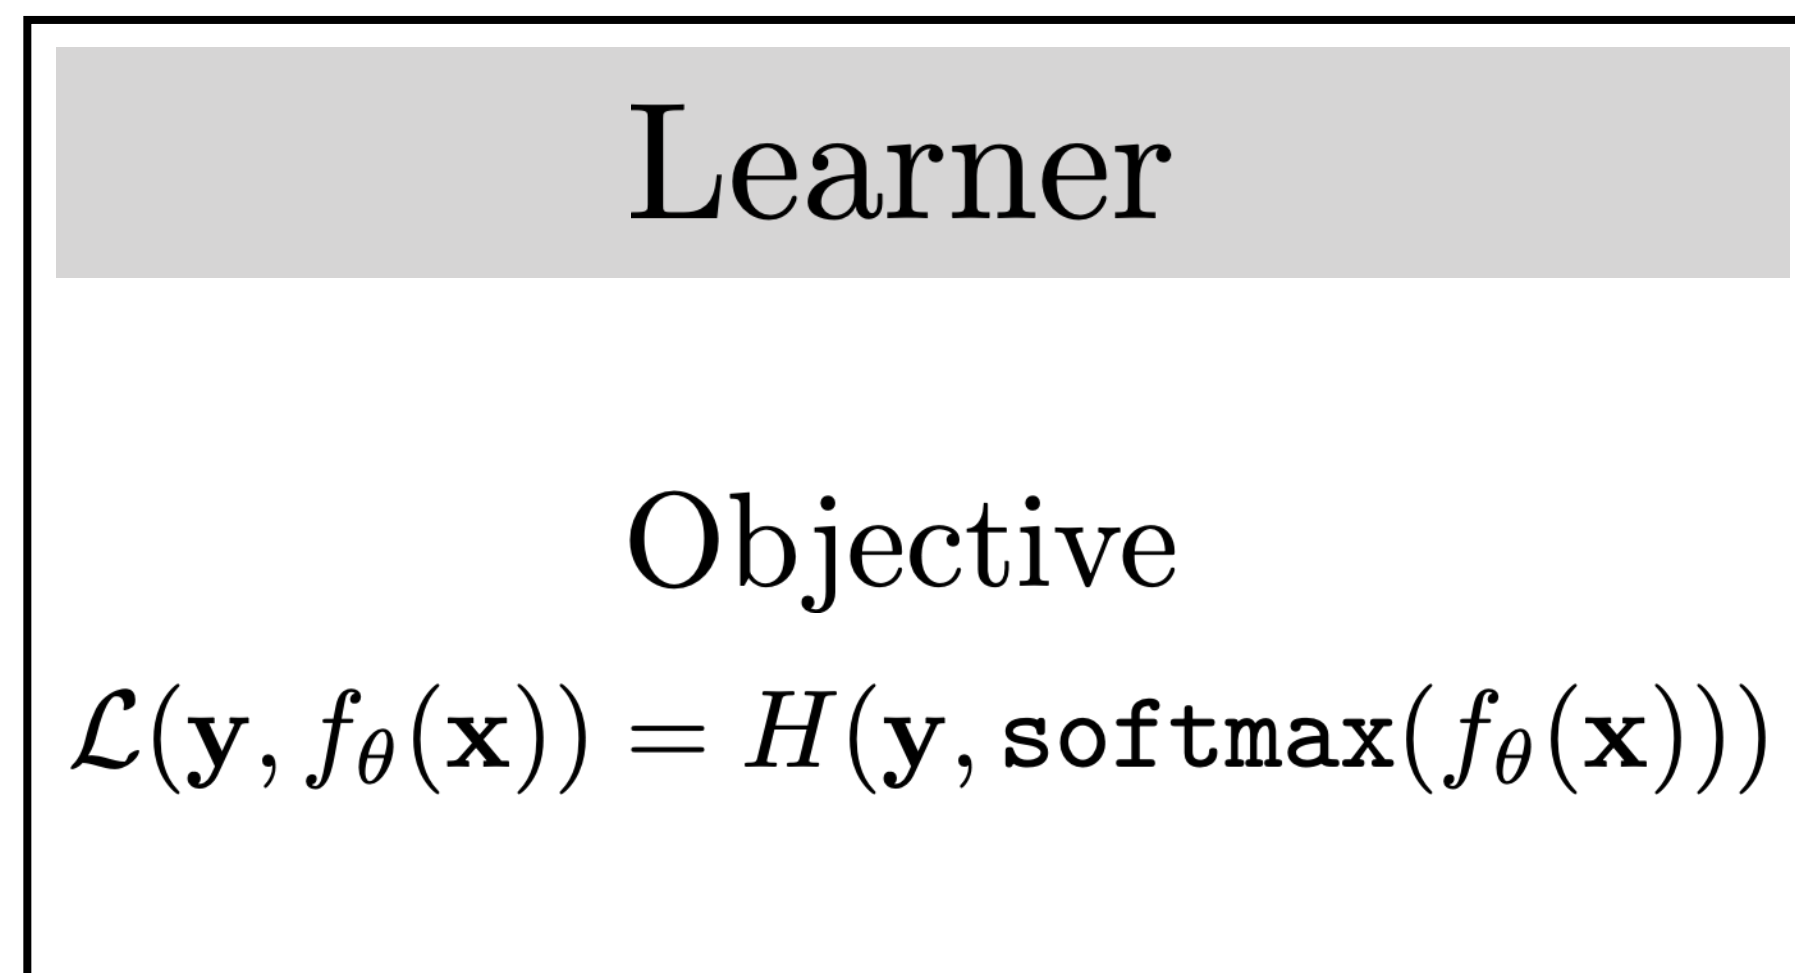 Learner
Objective
ℒ(𝐲, f_θ(𝐱)) = H(𝐲, softmax(f_θ(𝐱)))